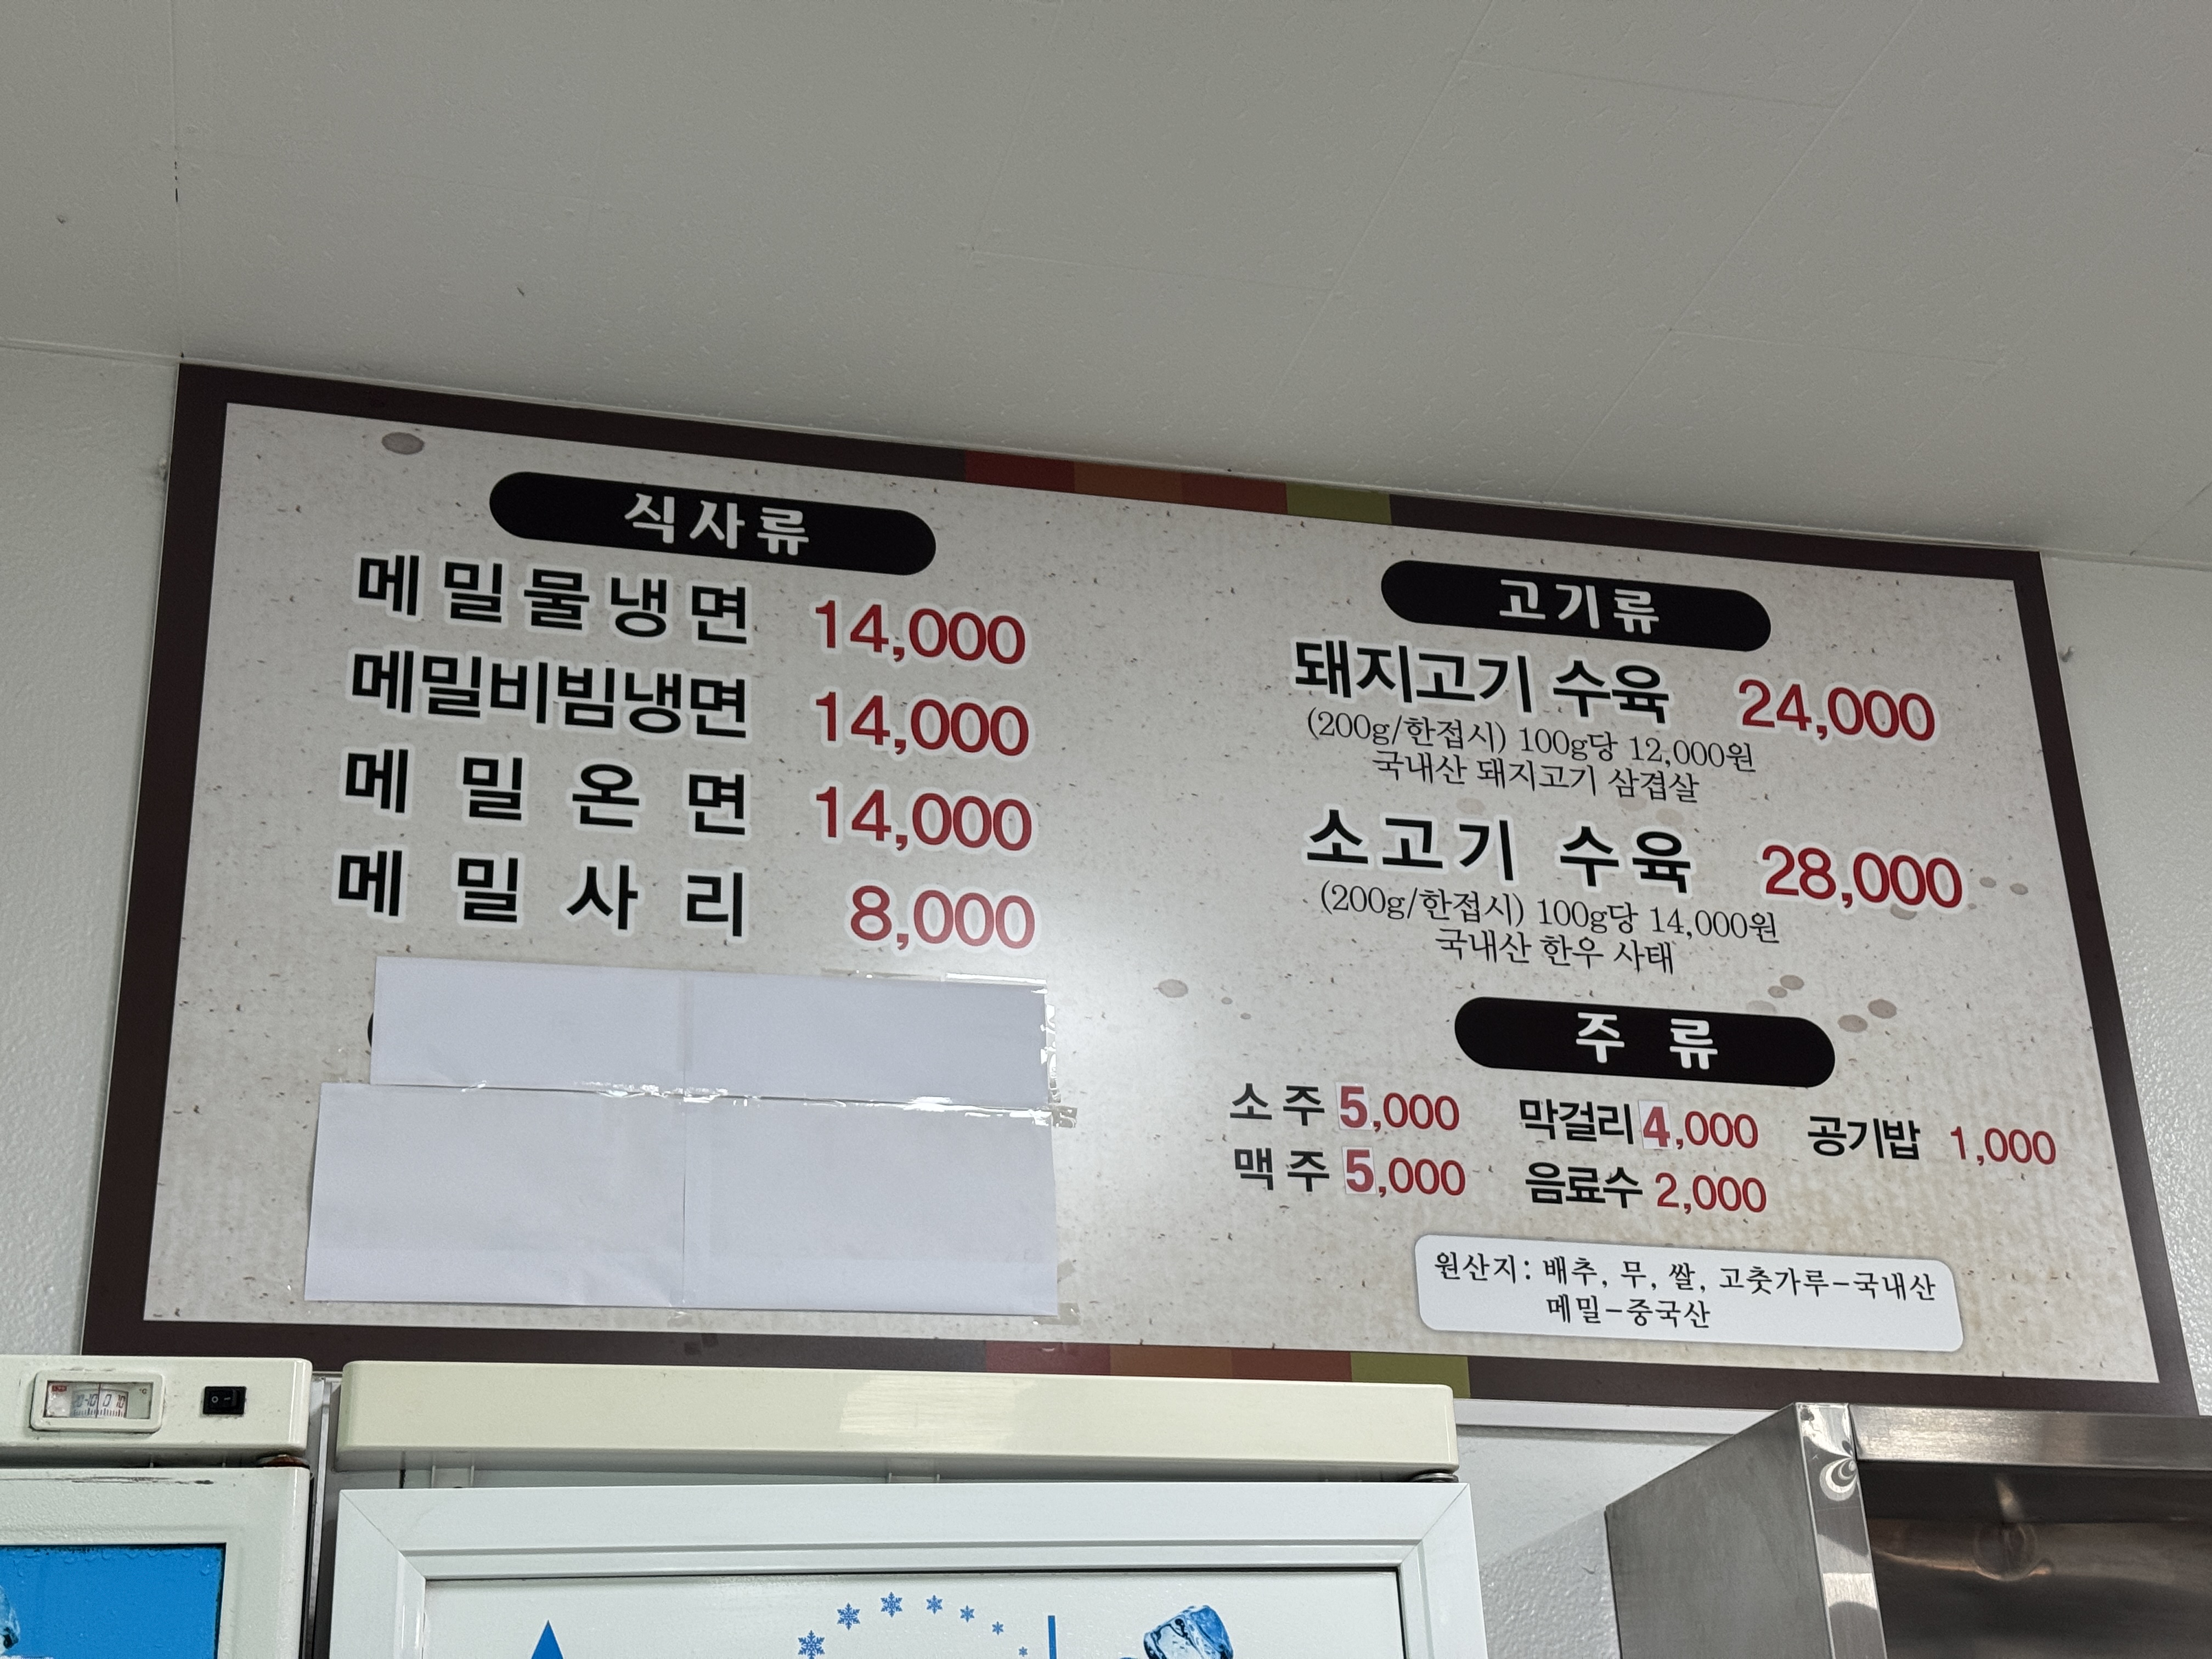 식사류
메밀물냉면 14,000
메밀비빔냉면 14,000
메밀온면 14,000
메밀사리 8,000
고기류
돼지고기 수육 24,000
(200g/한접시) 100g당 12,000원
국내산 돼지고기 삼겹살
소고기 수육 28,000
(200g/한접시) 100g당 14,000원
국내산 한우 사태
주 류
소주 5,000 막걸리 4,000 공기밥 1,000
맥주 5,000 음료수 2,000
원산지: 배추, 무, 쌀, 고춧가루-국내산
메밀-중국산